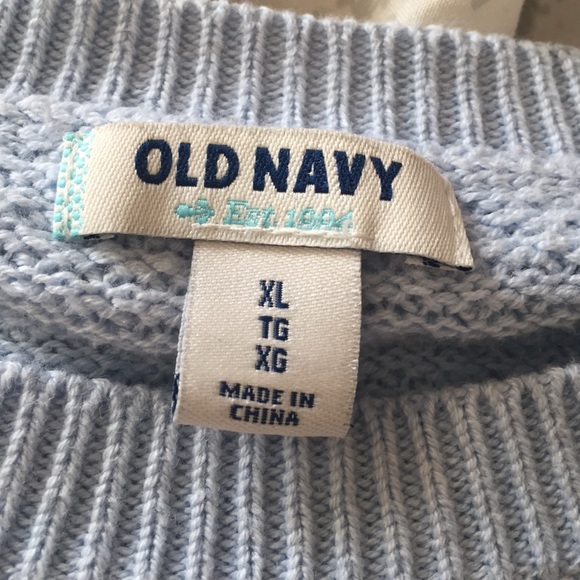 OLD NAVY
Est. 1994
XL
TG
XG
MADE IN
CHINA